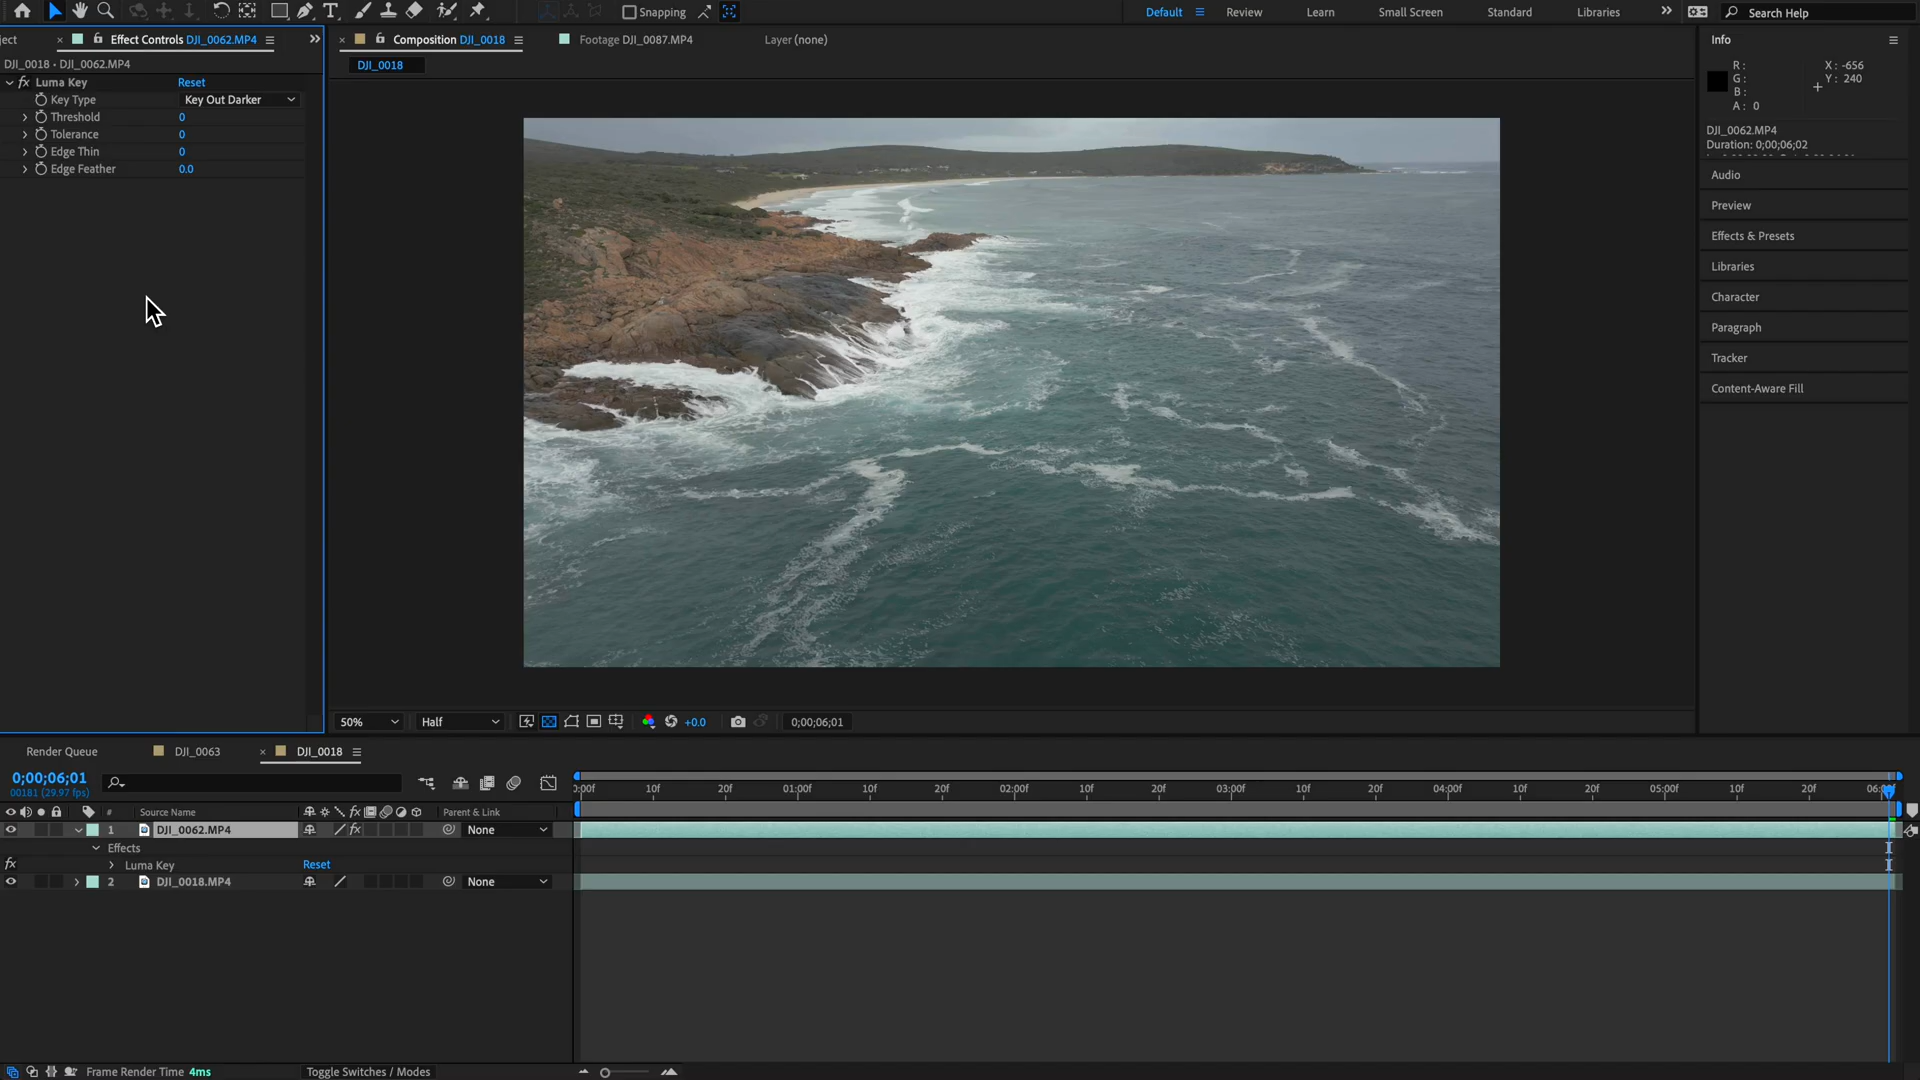 Snapping
Default
Review
Learn
Small Screen
Standard
Libraries
Search Help
ject
Effect Controls DJI_0062.MP4
DJI_0018 • DJI_0062.MP4
Luma Key Reset
Key Type Key Out Darker
Threshold 0
Tolerance 0
Edge Thin 0
Edge Feather 0.0
Composition DJI_0018
Footage DJI_0087.MP4
Layer (none)
DJI_0018
50%
Half
+0.0
0;00;06;01
Info
R :
G :
B :
A : 0
X : -656
Y : 240
DJI_0062.MP4
Duration: 0;00;06;02
Audio
Preview
Effects & Presets
Libraries
Character
Paragraph
Tracker
Content-Aware Fill
Render Queue
DJI_0063
DJI_0018
0;00;06;01
00181 (29.97 fps)
# Source Name Parent & Link
0:00f 10f 20f 01:00f 10f 20f 02:00f 10f 20f 03:00f 10f 20f 04:00f 10f 20f 05:00f 10f 20f
1 DJI_0062.MP4 fx None
Effects
fx Luma Key Reset
2 DJI_0018.MP4 None
Frame Render Time 4ms
Toggle Switches / Modes